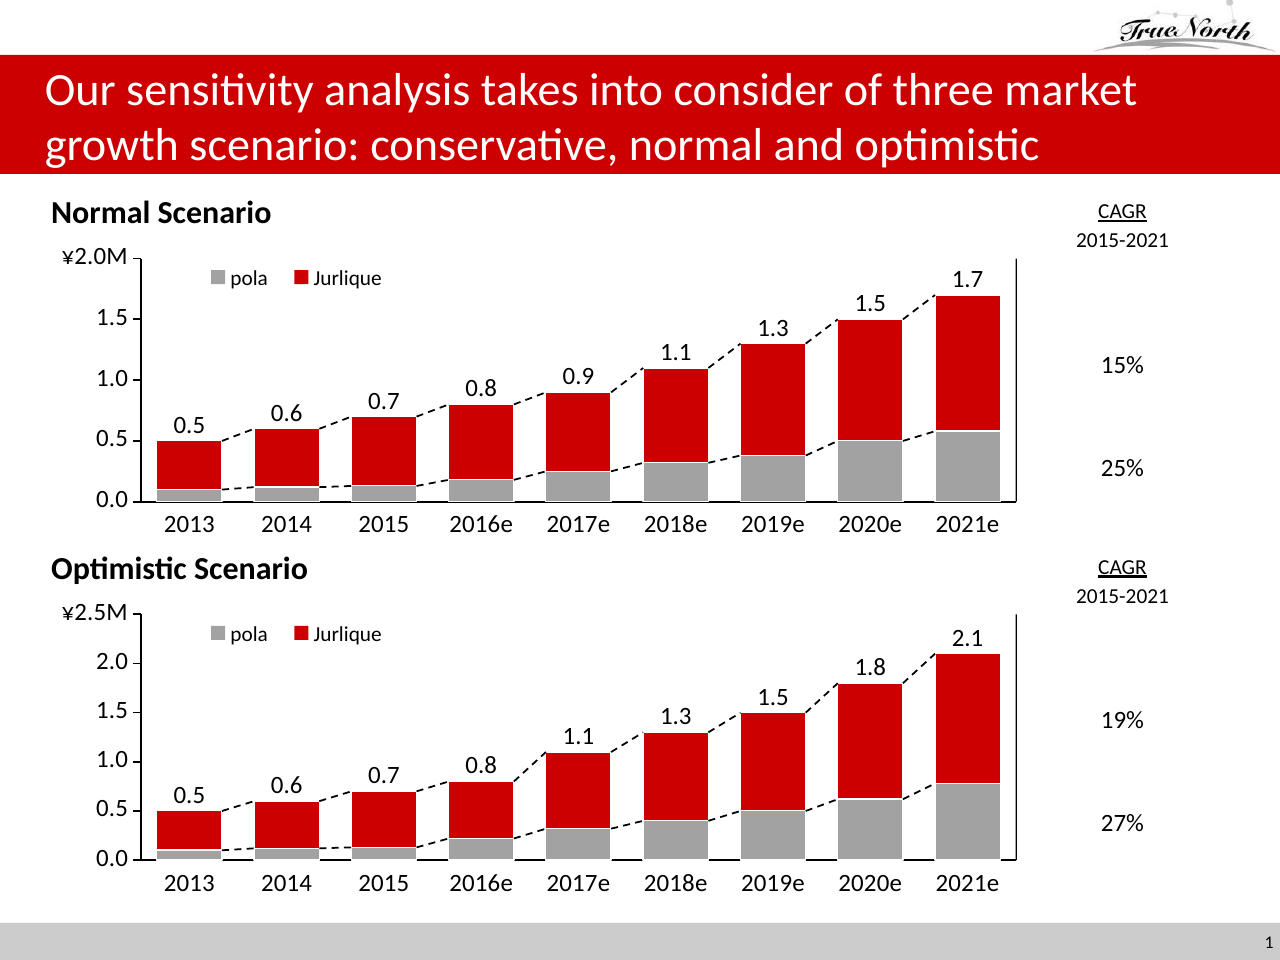 True North
Our sensitivity analysis takes into consider of three market
growth scenario: conservative, normal and optimistic
Normal Scenario
CAGR
2015-2021
¥2.0M
pola
Jurlique
1.5
1.0
0.5
0.0
0.5
0.6
0.7
0.8
0.9
1.1
1.3
1.5
1.7
15%
25%
2013
2014
2015
2016e
2017e
2018e
2019e
2020e
2021e
Optimistic Scenario
CAGR
2015-2021
¥2.5M
pola
Jurlique
2.0
1.5
1.0
0.5
0.0
0.5
0.6
0.7
0.8
1.1
1.3
1.5
1.8
2.1
19%
27%
2013
2014
2015
2016e
2017e
2018e
2019e
2020e
2021e
1